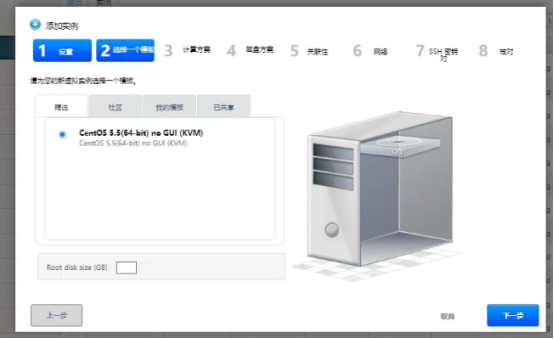 添加实例
1 设置
2 选择一个模板
3 计算方案
4 磁盘方案
5 关联性
6 网络
7 SSH 密钥对
8 核对
请为您的新虚拟实例选择一个模板。
精选 社区 我的模板 已共享
CentOS 5.5(64-bit) no GUI (KVM)
CentOS 5.5(64-bit) no GUI (KVM)
Root disk size (GB)
上一步 取消 下一步